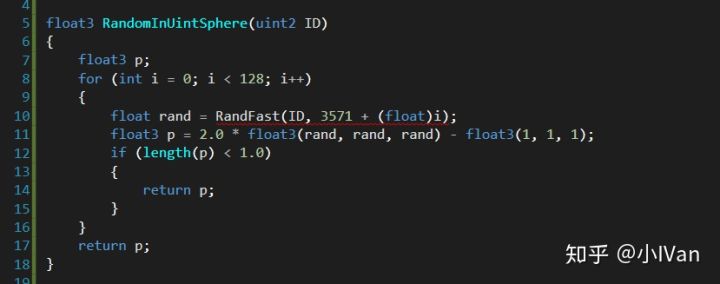 4
5 float3 RandomInUintSphere(uint2 ID)
6 {
7 float3 p;
8 for (int i = 0; i < 128; i++)
9 {
10 float rand = RandFast(ID, 3571 + (float)i);
11 float3 p = 2.0 * float3(rand, rand, rand) - float3(1, 1, 1);
12 if (length(p) < 1.0)
13 {
14 return p;
15 }
16 }
17 return p;
18 }
19
知乎 @小IVan